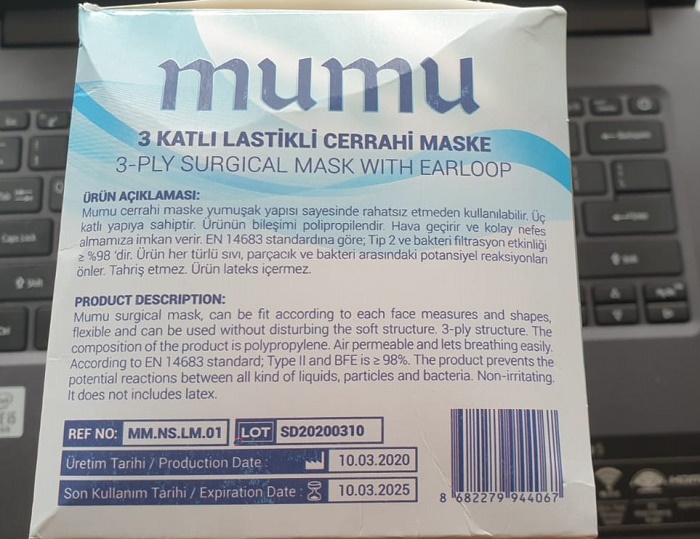 mumu
3 KATLI LASTİKLİ CERRAHİ MASKE
3-PLY SURGICAL MASK WITH EARLOOP
ÜRÜN AÇIKLAMASI:
Mumu cerrahi maske yumuşak yapısı sayesinde rahatsız etmeden kullanılabilir. Üç
katlı yapıya sahiptir. Ürünün bileşimi polipropilendir. Hava geçirir ve kolay nefes
almamıza imkan verir. EN 14683 standardına göre; Tip 2 ve bakteri filtrasyon etkinliği
≥ %98 'dir. Ürün her türlü sıvı, parçacık ve bakteri arasındaki potansiyel reaksiyonları
önler. Tahriş etmez. Ürün lateks içermez.
PRODUCT DESCRIPTION:
Mumu surgical mask, can be fit according to each face measures and shapes,
flexible and can be used without disturbing the soft structure. 3-ply structure. The
composition of the product is polypropylene. Air permeable and lets breathing easily.
According to EN 14683 standard; Type II and BFE is ≥ 98%. The product prevents the
potential reactions between all kind of liquids, particles and bacteria. Non-irritating.
It does not includes latex.
REF NO: MM.NS.LM.01 LOT SD20200310
Üretim Tarihi / Production Date : 10.03.2020
Son Kullanım Tarihi / Expiration Date : 10.03.2025
8 682279 944067